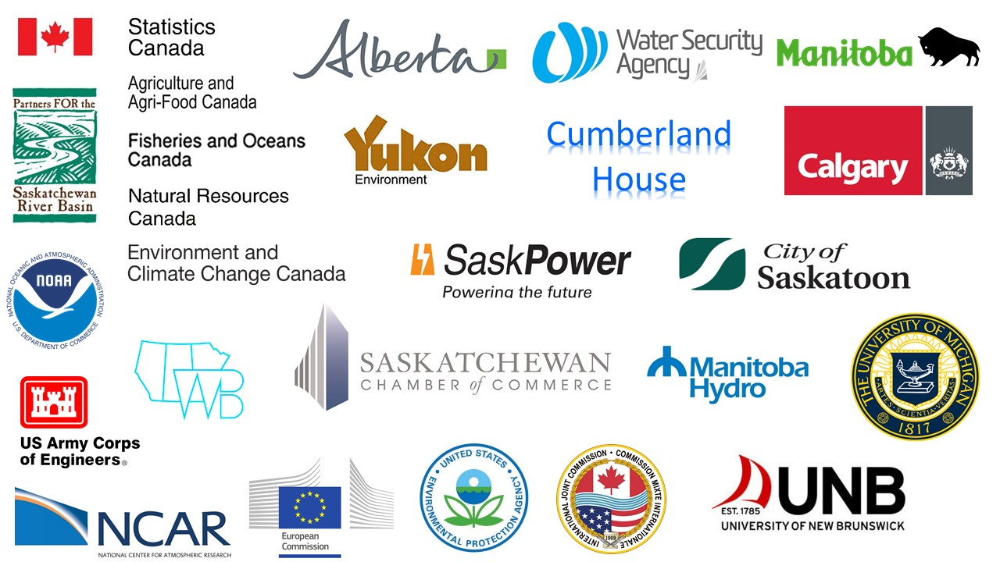 Statistics
Canada
Alberta
Water Security
Agency
Manitoba
Agriculture and
Agri-Food Canada
Partners FOR the
Saskatchewan
River Basin
Fisheries and Oceans
Canada
Yukon
Environment
Cumberland
House
Calgary
Natural Resources
Canada
Environment and
Climate Change Canada
NATIONAL OCEANIC AND ATMOSPHERIC ADMINISTRATION
NOAA
U.S. DEPARTMENT OF COMMERCE
SaskPower
Powering the future
City of
Saskatoon
WB
SASKATCHEWAN
CHAMBER of COMMERCE
Manitoba
Hydro
THE UNIVERSITY OF MICHIGAN
ARTES · SCIENTIA · VERITAS
1817
US Army Corps
of Engineers®
NCAR
NATIONAL CENTER FOR ATMOSPHERIC RESEARCH
European
Commission
UNITED STATES
ENVIRONMENTAL PROTECTION AGENCY
INTERNATIONAL JOINT COMMISSION • COMMISSION MIXTE INTERNATIONALE
1909
UNB
EST. 1785
UNIVERSITY OF NEW BRUNSWICK